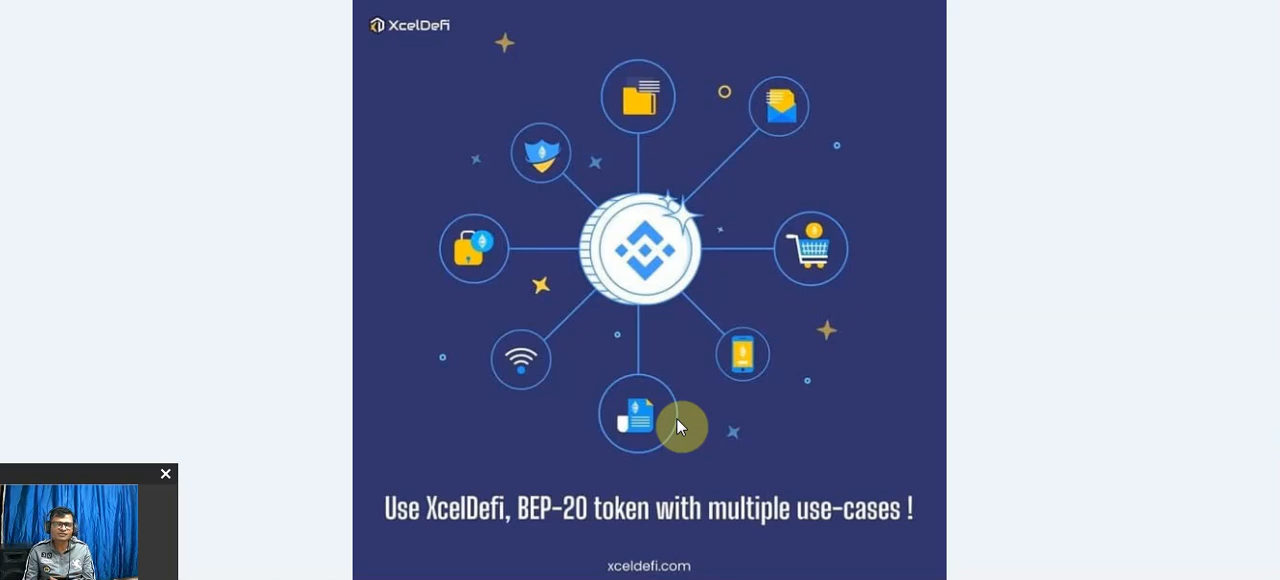 XcelDefi
Use XcelDefi, BEP-20 token with multiple use-cases !
xceldefi.com